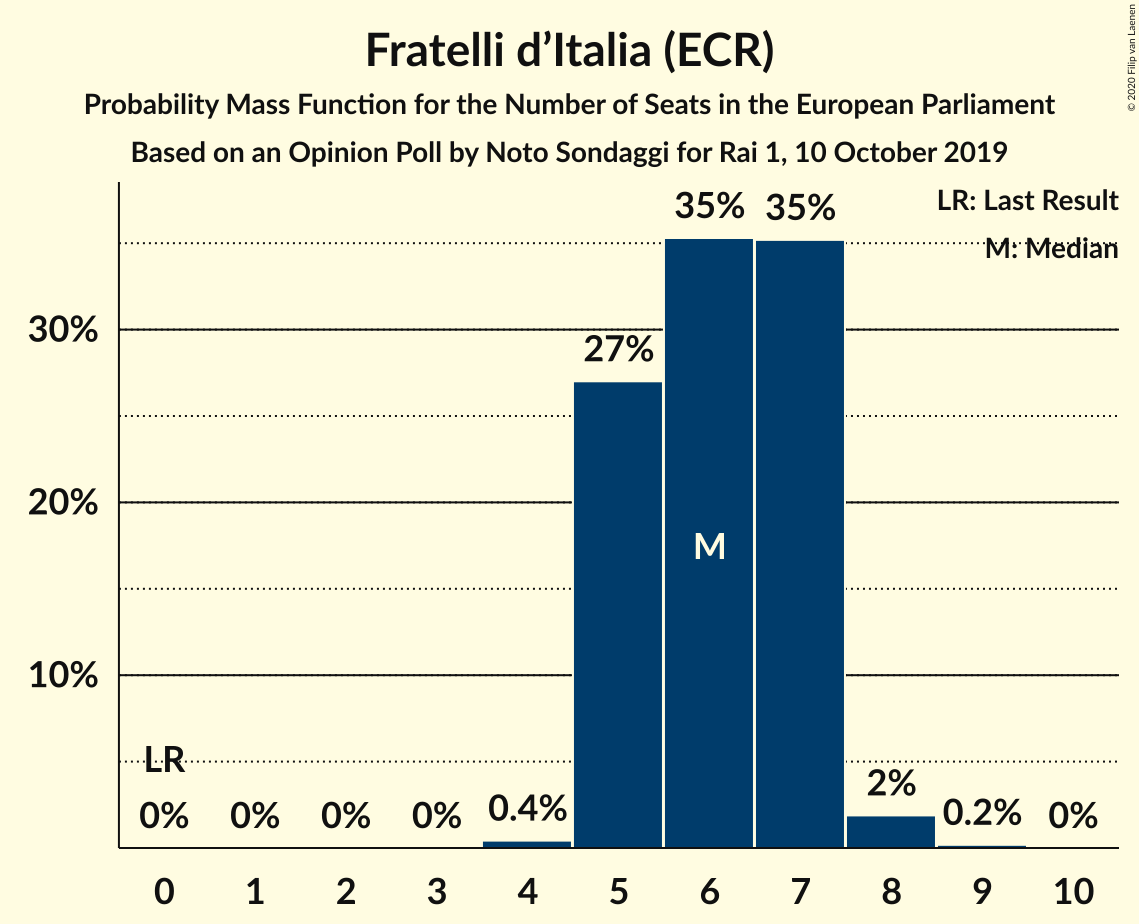 Fratelli d’Italia (ECR)
Probability Mass Function for the Number of Seats in the European Parliament
Based on an Opinion Poll by Noto Sondaggi for Rai 1, 10 October 2019
© 2020 Filip van Laenen
LR: Last Result
M: Median
35% 35%
30%
27%
20%
M
10%
LR
0% 0% 0% 0% 0.4% 2% 0.2% 0%
0 1 2 3 4 5 6 7 8 9 10